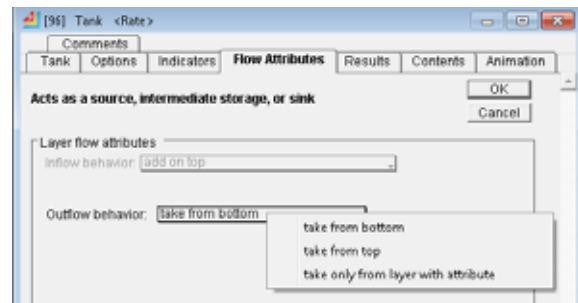 [96] Tank <Rate>
Comments
Tank Options Indicators Flow Attributes Results Contents Animation
Acts as a source, intermediate storage, or sink
OK
Cancel
Layer flow attributes
Inflow behavior: add on top
Outflow behavior: take from bottom
take from bottom
take from top
take only from layer with attribute